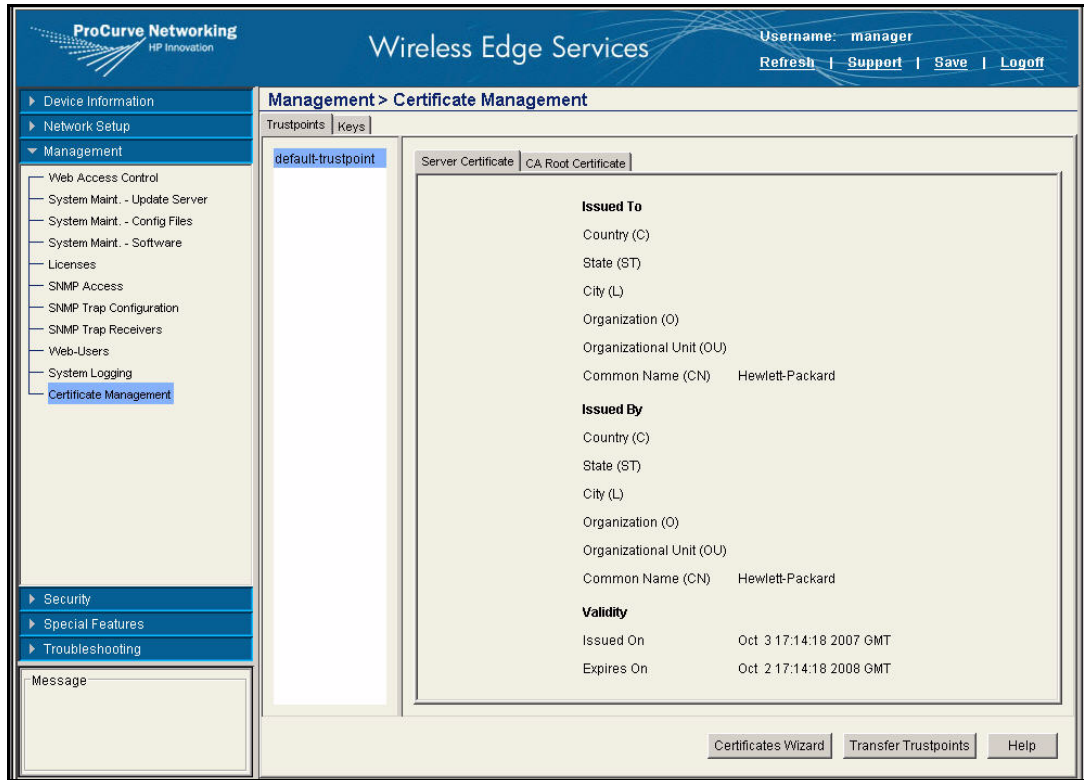 ProCurve Networking
HP Innovation
Wireless Edge Services
Username: manager
Refresh | Support | Save | Logoff
Device Information
Network Setup
Management
Web Access Control
System Maint. - Update Server
System Maint. - Config Files
System Maint. - Software
Licenses
SNMP Access
SNMP Trap Configuration
SNMP Trap Receivers
Web-Users
System Logging
Certificate Management
Security
Special Features
Troubleshooting
Message
Management > Certificate Management
Trustpoints Keys
default-trustpoint
Server Certificate CA Root Certificate
Issued To
Country (C)
State (ST)
City (L)
Organization (O)
Organizational Unit (OU)
Common Name (CN) Hewlett-Packard
Issued By
Country (C)
State (ST)
City (L)
Organization (O)
Organizational Unit (OU)
Common Name (CN) Hewlett-Packard
Validity
Issued On Oct 3 17:14:18 2007 GMT
Expires On Oct 2 17:14:18 2008 GMT
Certificates Wizard Transfer Trustpoints Help